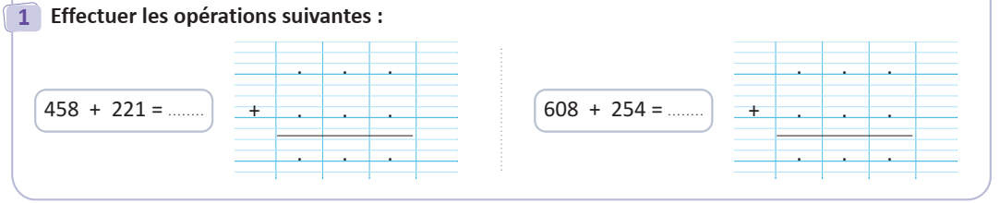 1 Effectuer les opérations suivantes :
458 + 221 = ........
. . .
+ . . .
. . .
608 + 254 = ........
. . .
+ . . .
. . .